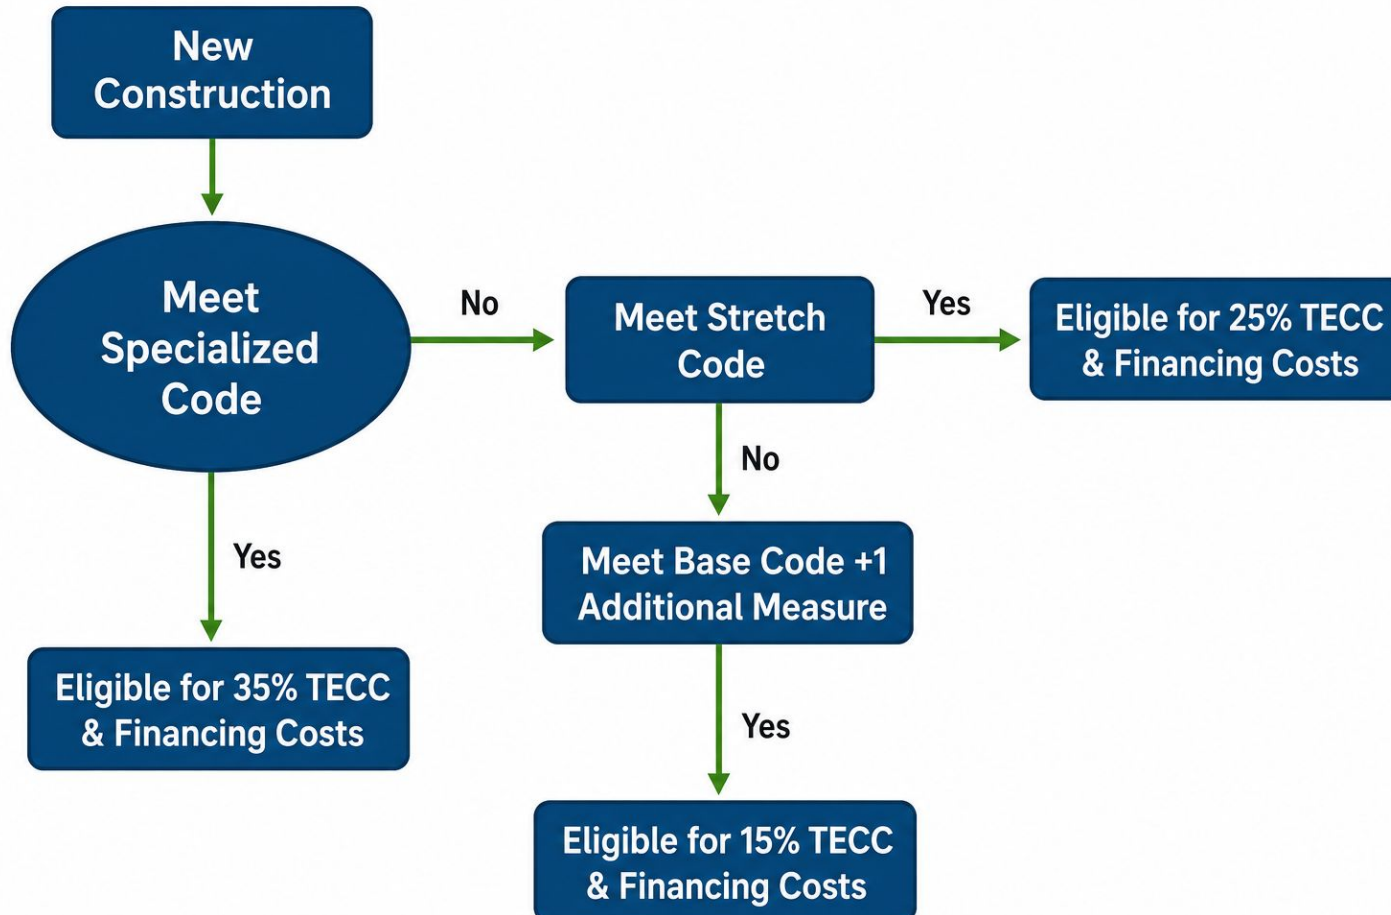 New
Construction
Meet
Specialized
Code
No
Meet Stretch
Code
Yes
Eligible for 25% TECC
& Financing Costs
No
Meet Base Code +1
Additional Measure
Yes
Eligible for 35% TECC
& Financing Costs
Yes
Eligible for 15% TECC
& Financing Costs